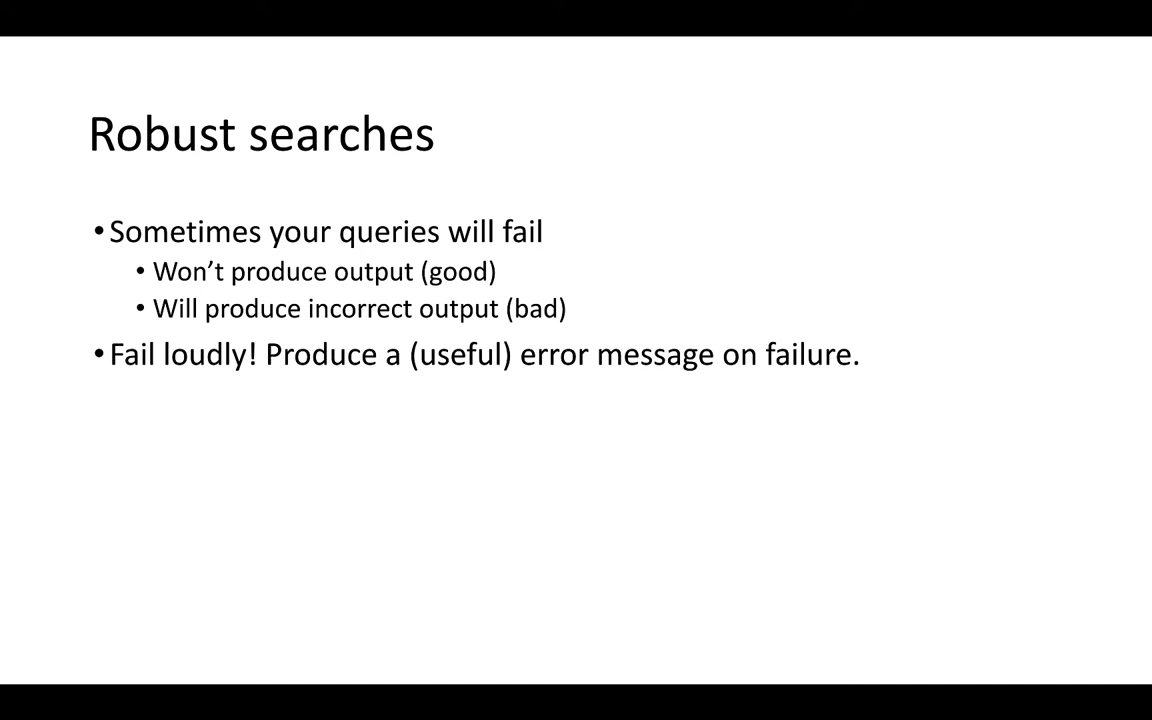 Robust searches
•Sometimes your queries will fail
• Won’t produce output (good)
• Will produce incorrect output (bad)
•Fail loudly! Produce a (useful) error message on failure.